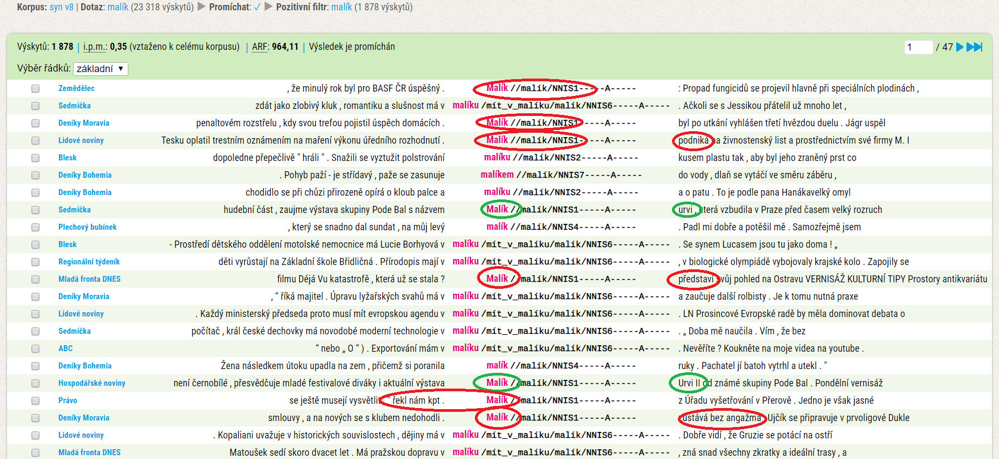 Korpus: syn v8 | Dotaz: malík (23 318 výskytů) ▶ Promíchat: ✓ ▶ Pozitivní filtr: malík (1 878 výskytů)
Výskytů: 1 878 | i.p.m.: 0,35 (vztaženo k celému korpusu) | ARF: 964,11 | Výsledek je promíchán 1 / 47
Výběr řádků: základní ▼
Zemědělec , že minulý rok byl pro BASF ČR úspěšný . Malík //malík/NNIS1-----A----- : Propad fungicidů se projevil hlavně při speciálních plodinách ,
Sedmička zdát jako zlobivý kluk , romantiku a slušnost má v malíku /mít_v_malíku/malík/NNIS6-----A----- . Ačkoli se s Jessikou přátelil už mnoho let ,
Deníky Moravia penaltovém rozstřelu , kdy svou trefou pojistil úspěch domácích . Malík //malík/NNIS1-----A----- byl po utkání vyhlášen třetí hvězdou duelu . Jágr uspěl
Lidové noviny Tesku oplatil trestním oznámením na maření výkonu úředního rozhodnutí . Malík //malík/NNIS1-----A----- podniká na živnostenský list a prostřednictvím své firmy M. I
Blesk dopoledne přepečlivě " hráli " . Snažili se vyztužit polstrování malíku //malík/NNIS2-----A----- kusem plastu tak , aby byl jeho zraněný prst co
Deníky Bohemia . Pohyb paží - je střídavý , paže se zasunuje malíkem //malík/NNIS7-----A----- do vody , dlaň se vytáčí ve směru záběru ,
Deníky Bohemia chodidlo se při chůzi přirozeně opírá o kloub palce a malíku //malík/NNIS2-----A----- a o patu . To je podle pana Hanákavelký omyl
Sedmička hudební část , zaujme výstava skupiny Pode Bal s názvem Malík //malík/NNIS1-----A----- urvi , která vzbudila v Praze před časem velký rozruch
Plechový bubínek , který se snadno dal sundat , na můj levý malík //malík/NNIS4-----A----- . Padl mi dobře a potěšil mě . Samozřejmě jsem
Blesk - Prostředí dětského oddělení motolské nemocnice má Lucie Borhyová v malíku /mít_v_malíku/malík/NNIS6-----A----- . Se synem Lucasem jsou tu jako doma ! „
Regionální týdeník děti vyrůstají na Základní škole Břidličná . Přírodopis mají v malíku /mít_v_malíku/malík/NNIS6-----A----- , v biologické olympiádě vybojovaly krajské kolo . Zapojily se
Mladá fronta DNES filmu Déjá Vu katastrofě , která už se stala ? Malík //malík/NNIS1-----A----- představí svůj pohled na Ostravu VERNISÁŽ KULTURNÍ TIPY Prostory antikvariátu
Deníky Moravia , “ říká majitel . Úpravu lyžařských svahů má v malíku /mít_v_malíku/malík/NNIS6-----A----- a zaučuje další rolbisty . Je k tomu nutná praxe
Lidové noviny . Každý ministerský předseda proto musí mít evropskou agendu v malíku /mít_v_malíku/malík/NNIS6-----A----- . LN Prosincové Evropské radě by měla dominovat debata o
Sedmička počítač , král české dechovky má novodobé moderní technologie v malíku /mít_v_malíku/malík/NNIS6-----A----- . „ Doba mě naučila . Vím , že bez
ABC “ nebo „ O “ ) . Exportování mám v malíku /mít_v_malíku/malík/NNIS6-----A----- . Nevěříte ? Koukněte na moje videa na youtube .
Deníky Bohemia Žena následkem útoku upadla na zem , přičemž si poranila malík //malík/NNIS4-----A----- ruky . Pachatel jí batoh vytrhl a utekl . "
Hospodářské noviny není černobílé , přesvědčuje mladé festivalové diváky i aktuální výstava Malík //malík/NNIS1-----A----- Urvi II od známé skupiny Pode Bal . Pondělní vernisáž
Právo se ještě musejí vysvětlit " řekl nám kpt . Malík //malík/NNIS1-----A----- z Úřadu vyšetřování v Přerově . Jedno je však jasné
Deníky Moravia smlouvy , a na nových se s klubem nedohodli . Malík //malík/NNIS1-----A----- zůstává bez angažmá . Ujčík se připravuje v prvoligové Dukle
Lidové noviny . Kopaliani uvažuje v historických souvislostech , dějiny má v malíku /mít_v_malíku/malík/NNIS6-----A----- . Dobře vidí , že Gruzie se potácí na ostří
Mladá fronta DNES Matoušek sedí skoro dvacet let . Má pražskou dopravu v malíku /mít_v_malíku/malík/NNIS6-----A----- , zná snad všechny zkratky a ideální trasy , a